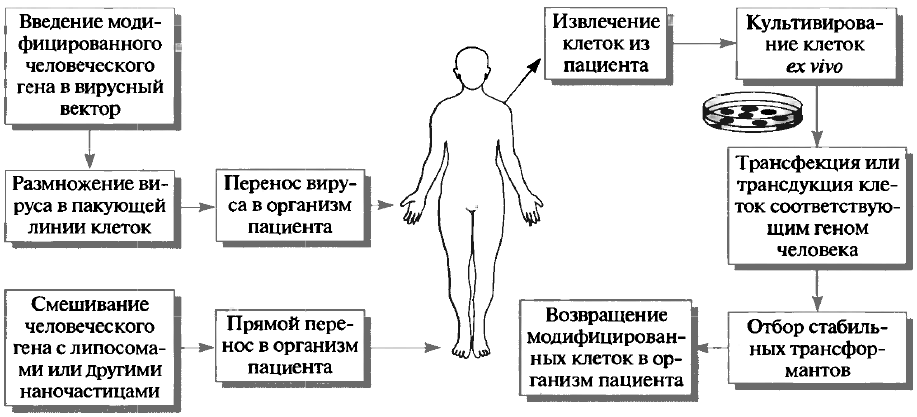 Введение моди-
фицированного
человеческого
гена в вирусный
вектор
Размножение ви-
руса в пакующей
линии клеток
Перенос виру-
са в организм
пациента
Смешивание
человеческого
гена с липосома-
ми или другими
наночастицами
Прямой пере-
нос в организм
пациента
Извлечение
клеток из
пациента
Культивирова-
ние клеток
ex vivo
Трансфекция или
трансдукция кле-
ток соответствую-
щим геном
человека
Отбор стабиль-
ных трансфор-
мантов
Возвращение
модифицирован-
ных клеток в ор-
ганизм пациента